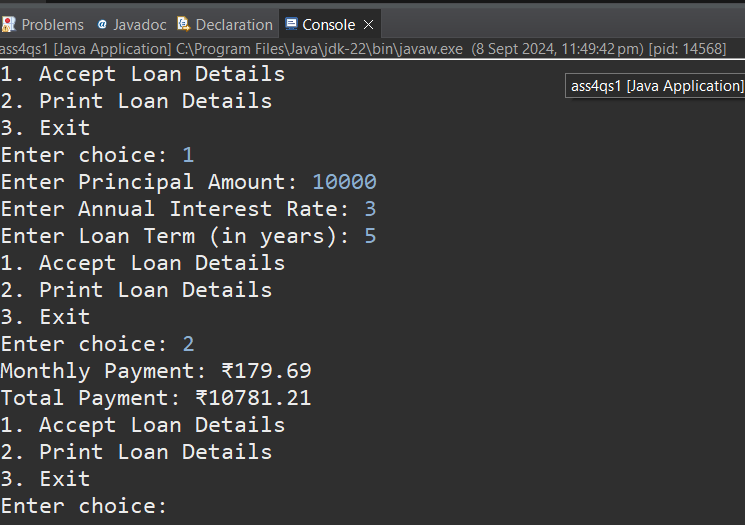 Problems Javadoc Declaration Console
ass4qs1 [Java Application] C:\Program Files\Java\jdk-22\bin\javaw.exe (8 Sept 2024, 11:49:42 pm) [pid: 14568]
1. Accept Loan Details
ass4qs1 [Java Application]
2. Print Loan Details
3. Exit
Enter choice: 1
Enter Principal Amount: 10000
Enter Annual Interest Rate: 3
Enter Loan Term (in years): 5
1. Accept Loan Details
2. Print Loan Details
3. Exit
Enter choice: 2
Monthly Payment: ₹179.69
Total Payment: ₹10781.21
1. Accept Loan Details
2. Print Loan Details
3. Exit
Enter choice: